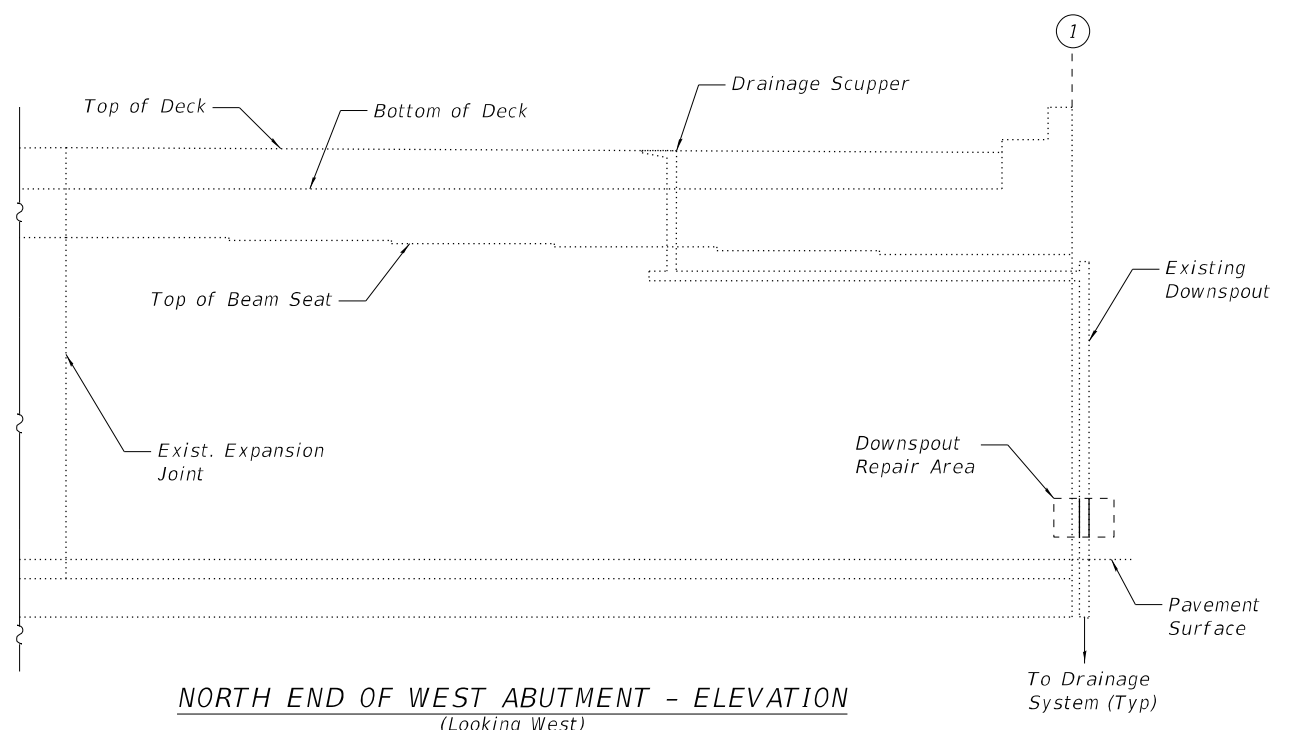 1
Drainage Scupper
Top of Deck
Bottom of Deck
Existing
Downspout
Top of Beam Seat
Downspout
Repair Area
Exist. Expansion
Joint
Pavement
Surface
To Drainage
System (Typ)
NORTH END OF WEST ABUTMENT - ELEVATION
(Looking West)